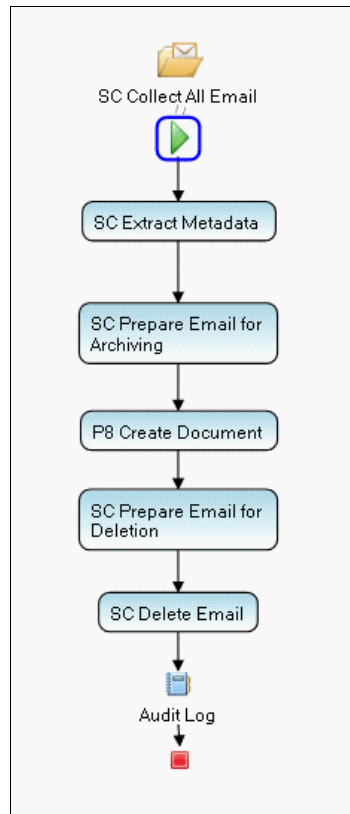 SC Collect All Email
SC Extract Metadata
SC Prepare Email for
Archiving
P8 Create Document
SC Prepare Email for
Deletion
SC Delete Email
Audit Log